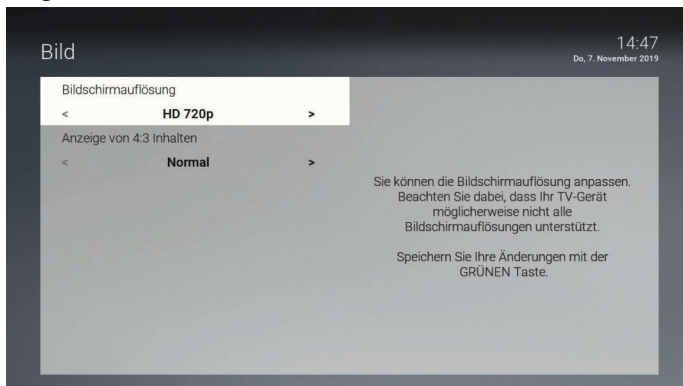 Bild
14:47
Do, 7. November 2019
Bildschirmauflösung
< HD 720p >
Anzeige von 4:3 Inhalten
< Normal >
Sie können die Bildschirmauflösung anpassen.
Beachten Sie dabei, dass Ihr TV-Gerät
möglicherweise nicht alle
Bildschirmauflösungen unterstützt.
Speichern Sie Ihre Änderungen mit der
GRÜNEN Taste.